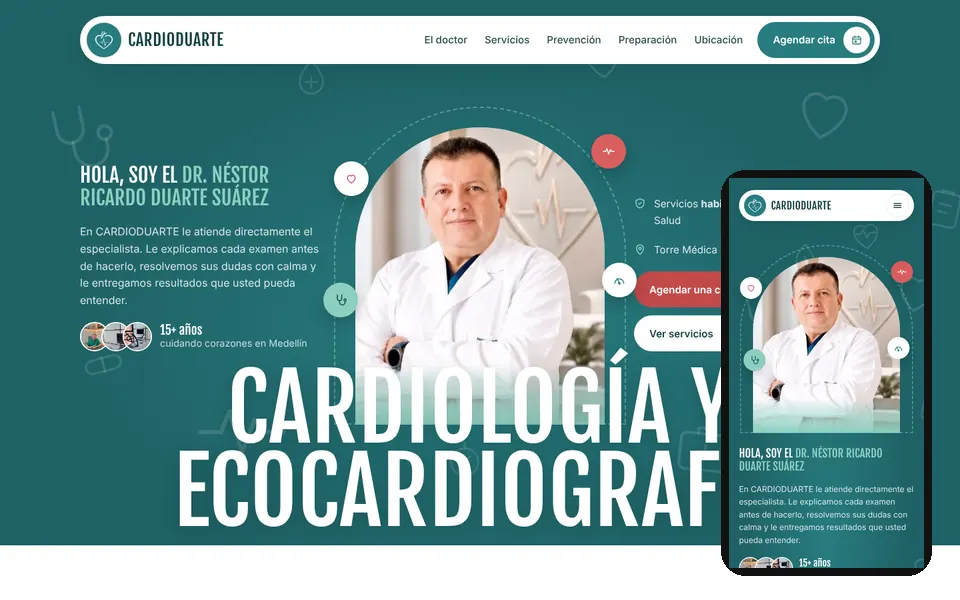 CARDIODUARTE
El doctor
Servicios
Prevención
Preparación
Ubicación
Agendar cita
HOLA, SOY EL DR. NÉSTOR
RICARDO DUARTE SUÁREZ
En CARDIODUARTE le atiende directamente el
especialista. Le explicamos cada examen antes
de hacerlo, resolvemos sus dudas con calma y
le entregamos resultados que usted pueda
entender.
15+ años
cuidando corazones en Medellín
Servicios habi
Salud
Torre Médica
Agendar una c
Ver servicios
CARDIOLOGÍA Y
ECOCARDIOGRAF
CARDIODUARTE
HOLA, SOY EL DR. NÉSTOR RICARDO
DUARTE SUÁREZ
En CARDIODUARTE le atiende directamente el
especialista. Le explicamos cada examen
antes de hacerlo, resolvemos sus dudas con
calma y le entregamos resultados que usted
pueda entender.
15+ años